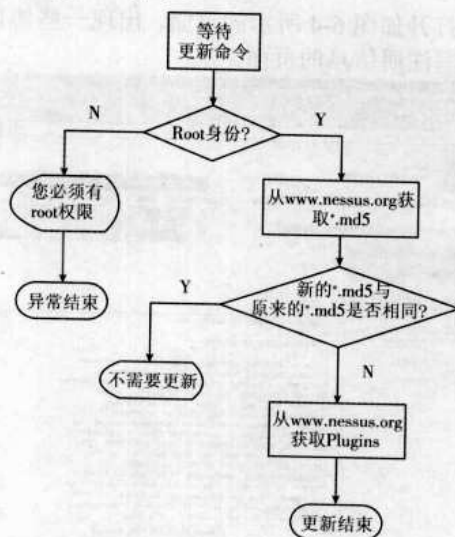 等待
更新命令
N
Y
Root身份?
您必须有
root权限
从www.nessus.org获
取*.md5
异常结束
Y
新的*.md5与
原来的*.md5是否相同?
不需要更新
N
从www.nessus.org
获取Plugins
更新结束